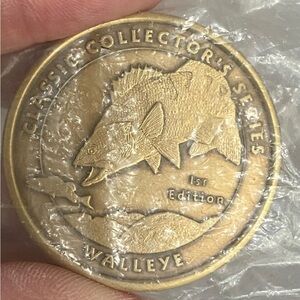 CLASSIC COLLECTOR'S SERIES
1st
Edition
WALLEYE